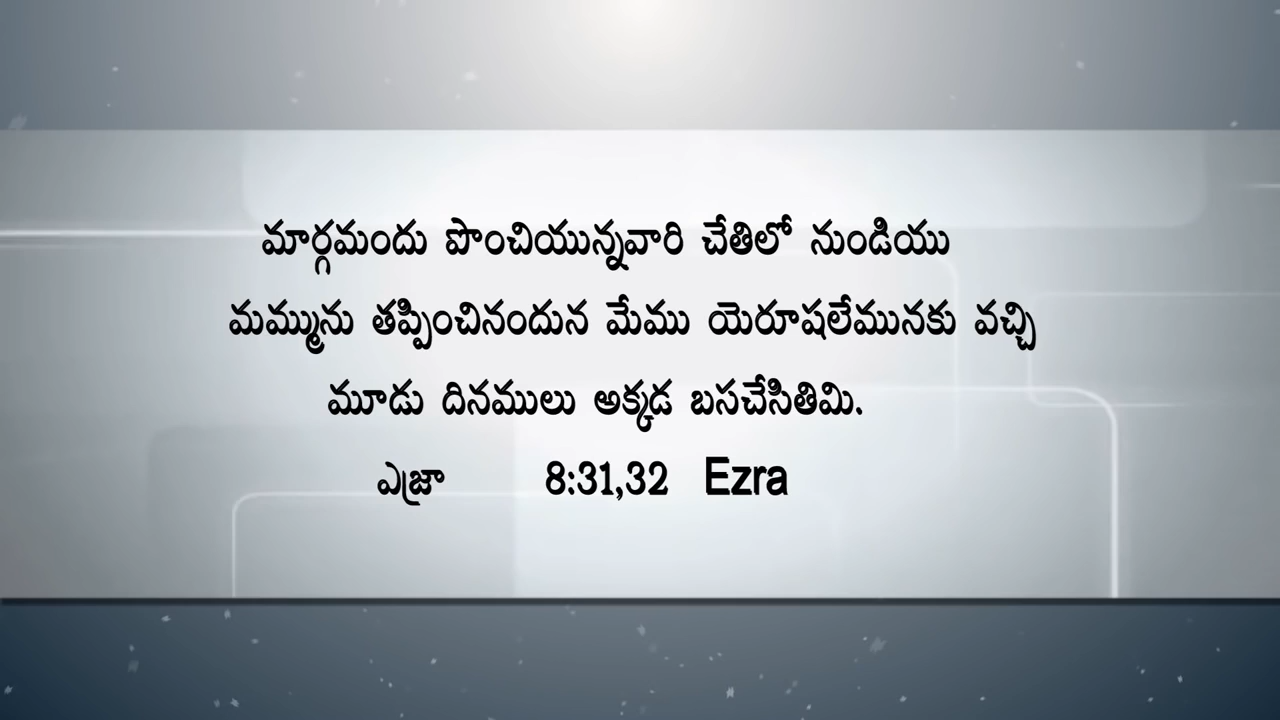 మార్గమందు పొంచియున్నవారి చేతిలో నుండియు
మమ్మును తప్పించినందున మేము యెరూషలేమునకు వచ్చి
మూడు దినములు అక్కడ బసచేసితిమి.
ఎజ్రా 8:31,32 Ezra